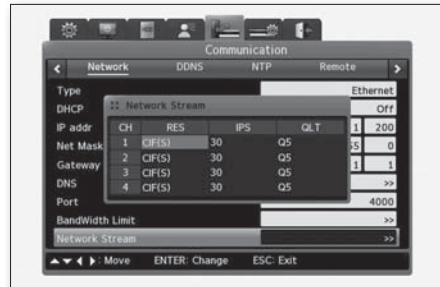 Communication
Network DDNS NTP Remote
Type Ethernet
DHCP Off
IP addr 1 200
Net Mask 0
Gateway 1 1
DNS >>
Port 4000
BandWidth Limit >>
Network Stream >>
Network Stream
CH RES IPS QLT
1 CIF(S) 30 Q5
2 CIF(S) 30 Q5
3 CIF(S) 30 Q5
4 CIF(S) 30 Q5
: Move ENTER: Change ESC: Exit